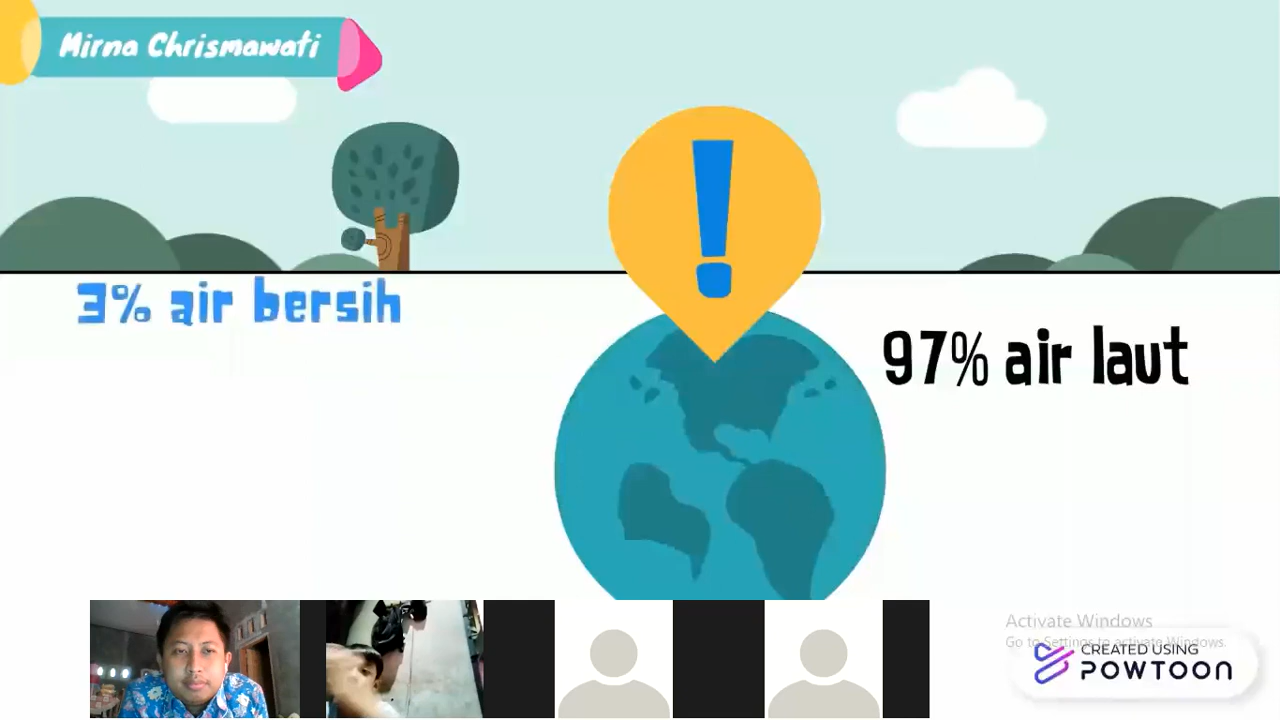 Mirna Chrismawati
!
3% air bersih
97% air laut
Activate Windows
Go to Settings to activate Windows.
CREATED USING
POWTOON